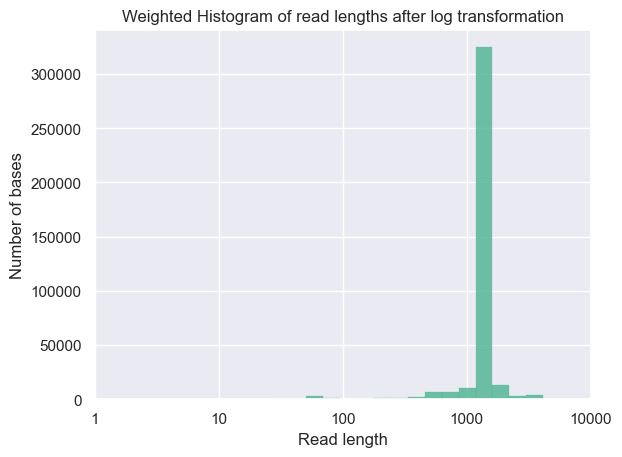 Weighted Histogram of read lengths after log transformation
300000
250000
200000
150000
100000
50000
0
Number of bases
1 10 100 1000 10000
Read length